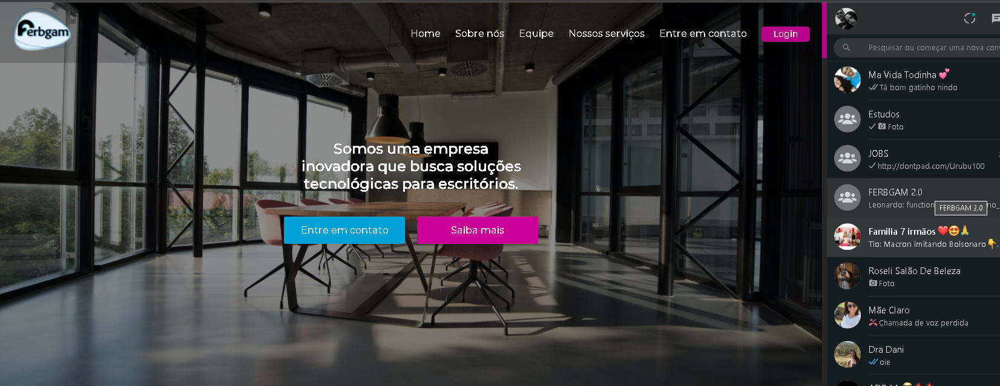 Ferbgam
Home Sobre nós Equipe Nossos serviços Entre em contato Login
Somos uma empresa
inovadora que busca soluções
tecnológicas para escritórios.
Entre em contato Saiba mais
Pesquisar ou começar uma nova
Ma Vida Todinha 💕
Tá bom gatinho nindo
Estudos
Foto
JOBS
http://dontpad.com/Urubu100
FERBGAM 2.0
Leonardo: function
FERBGAM 2.0
Familia 7 irmãos ❤️😍🙏
Tio: Macron imitando Bolsonaro👇.
Roseli Salão De Beleza
Foto
Mãe Claro
Chamada de voz perdida
Dra Dani
oie